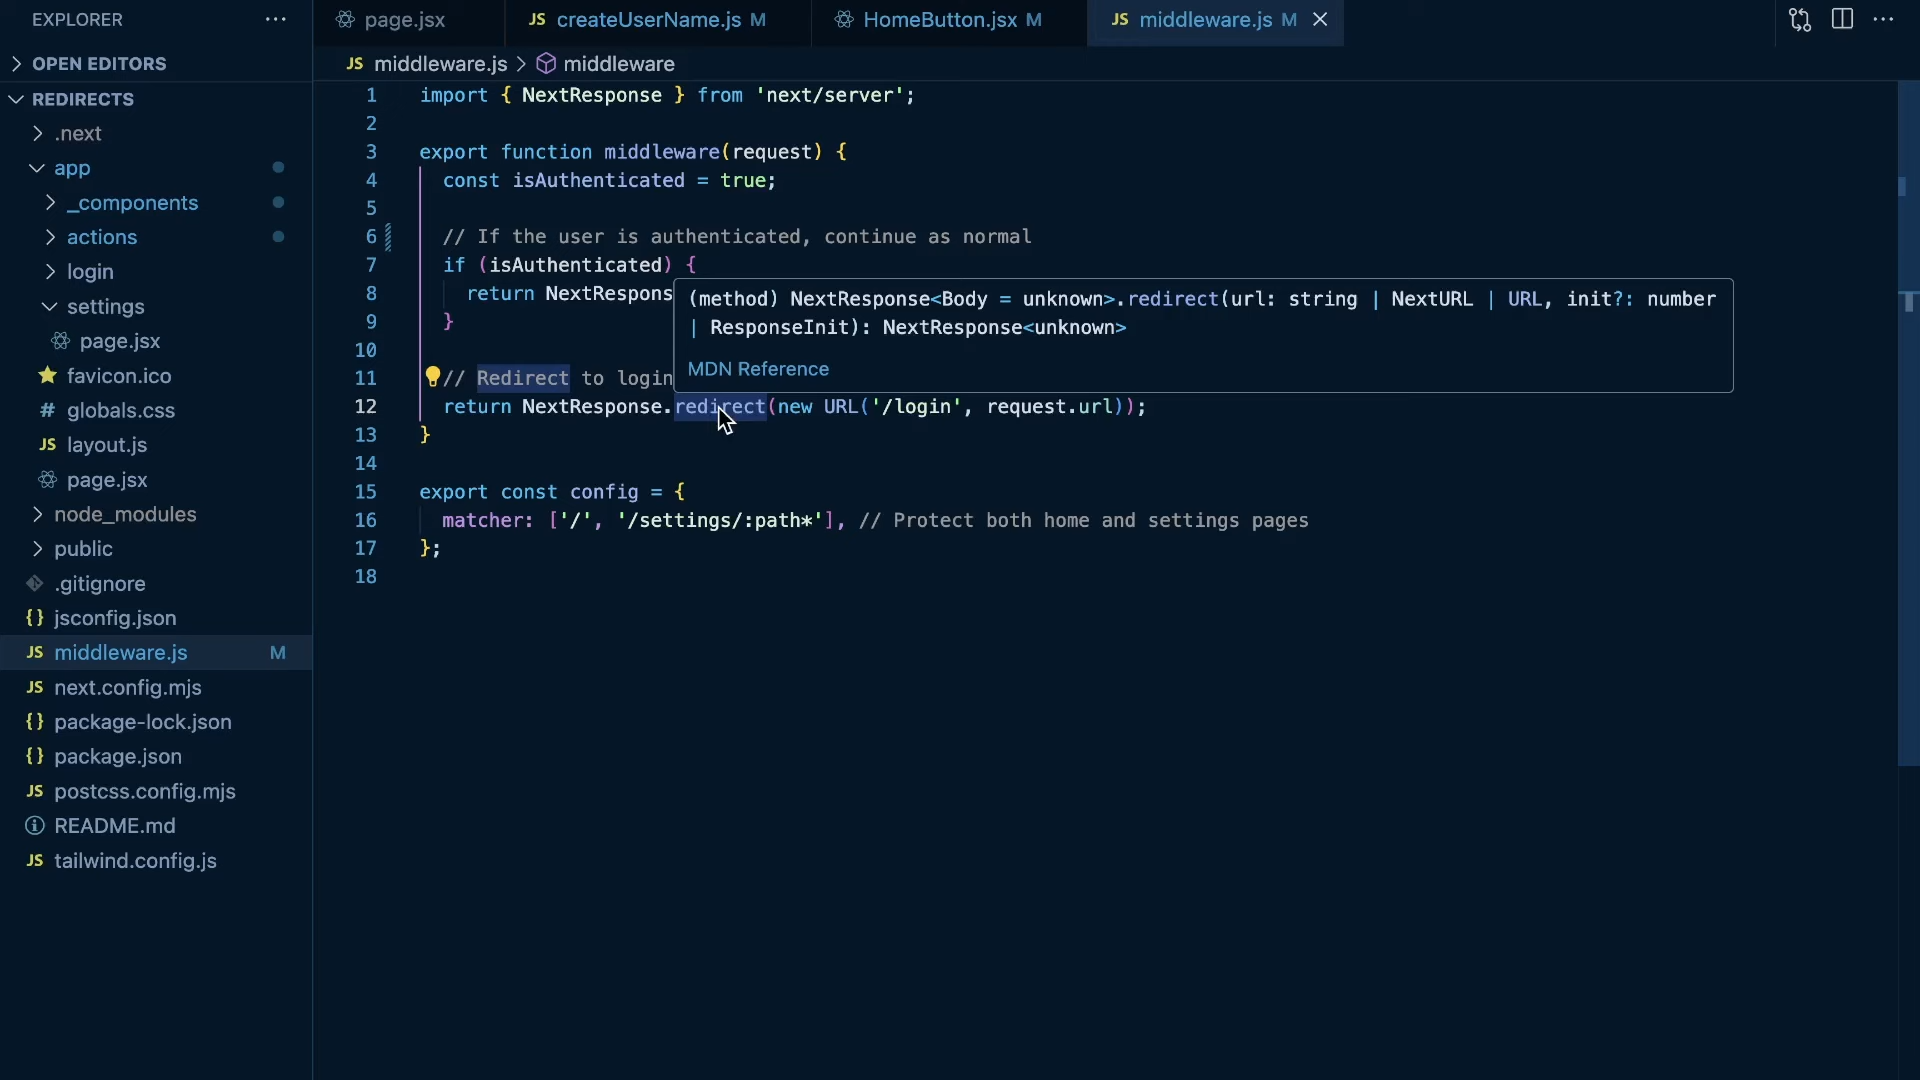 EXPLORER
OPEN EDITORS
REDIRECTS
.next
app
_components
actions
login
settings
page.jsx
favicon.ico
# globals.css
JS layout.js
page.jsx
node_modules
public
.gitignore
{} jsconfig.json
JS middleware.js M
JS next.config.mjs
{} package-lock.json
{} package.json
JS postcss.config.mjs
README.md
JS tailwind.config.js
page.jsx JS createUserName.js M HomeButton.jsx M JS middleware.js M
JS middleware.js > middleware
1 import { NextResponse } from 'next/server';
2
3 export function middleware(request) {
4 const isAuthenticated = true;
5
6 // If the user is authenticated, continue as normal
7 if (isAuthenticated) {
8 return NextRespons
9 }
10
11 // Redirect to login
12 return NextResponse.redirect(new URL('/login', request.url));
13 }
14
15 export const config = {
16 matcher: ['/', '/settings/:path*'], // Protect both home and settings pages
17 };
18
(method) NextResponse<Body = unknown>.redirect(url: string | NextURL | URL, init?: number
| ResponseInit): NextResponse<unknown>
MDN Reference